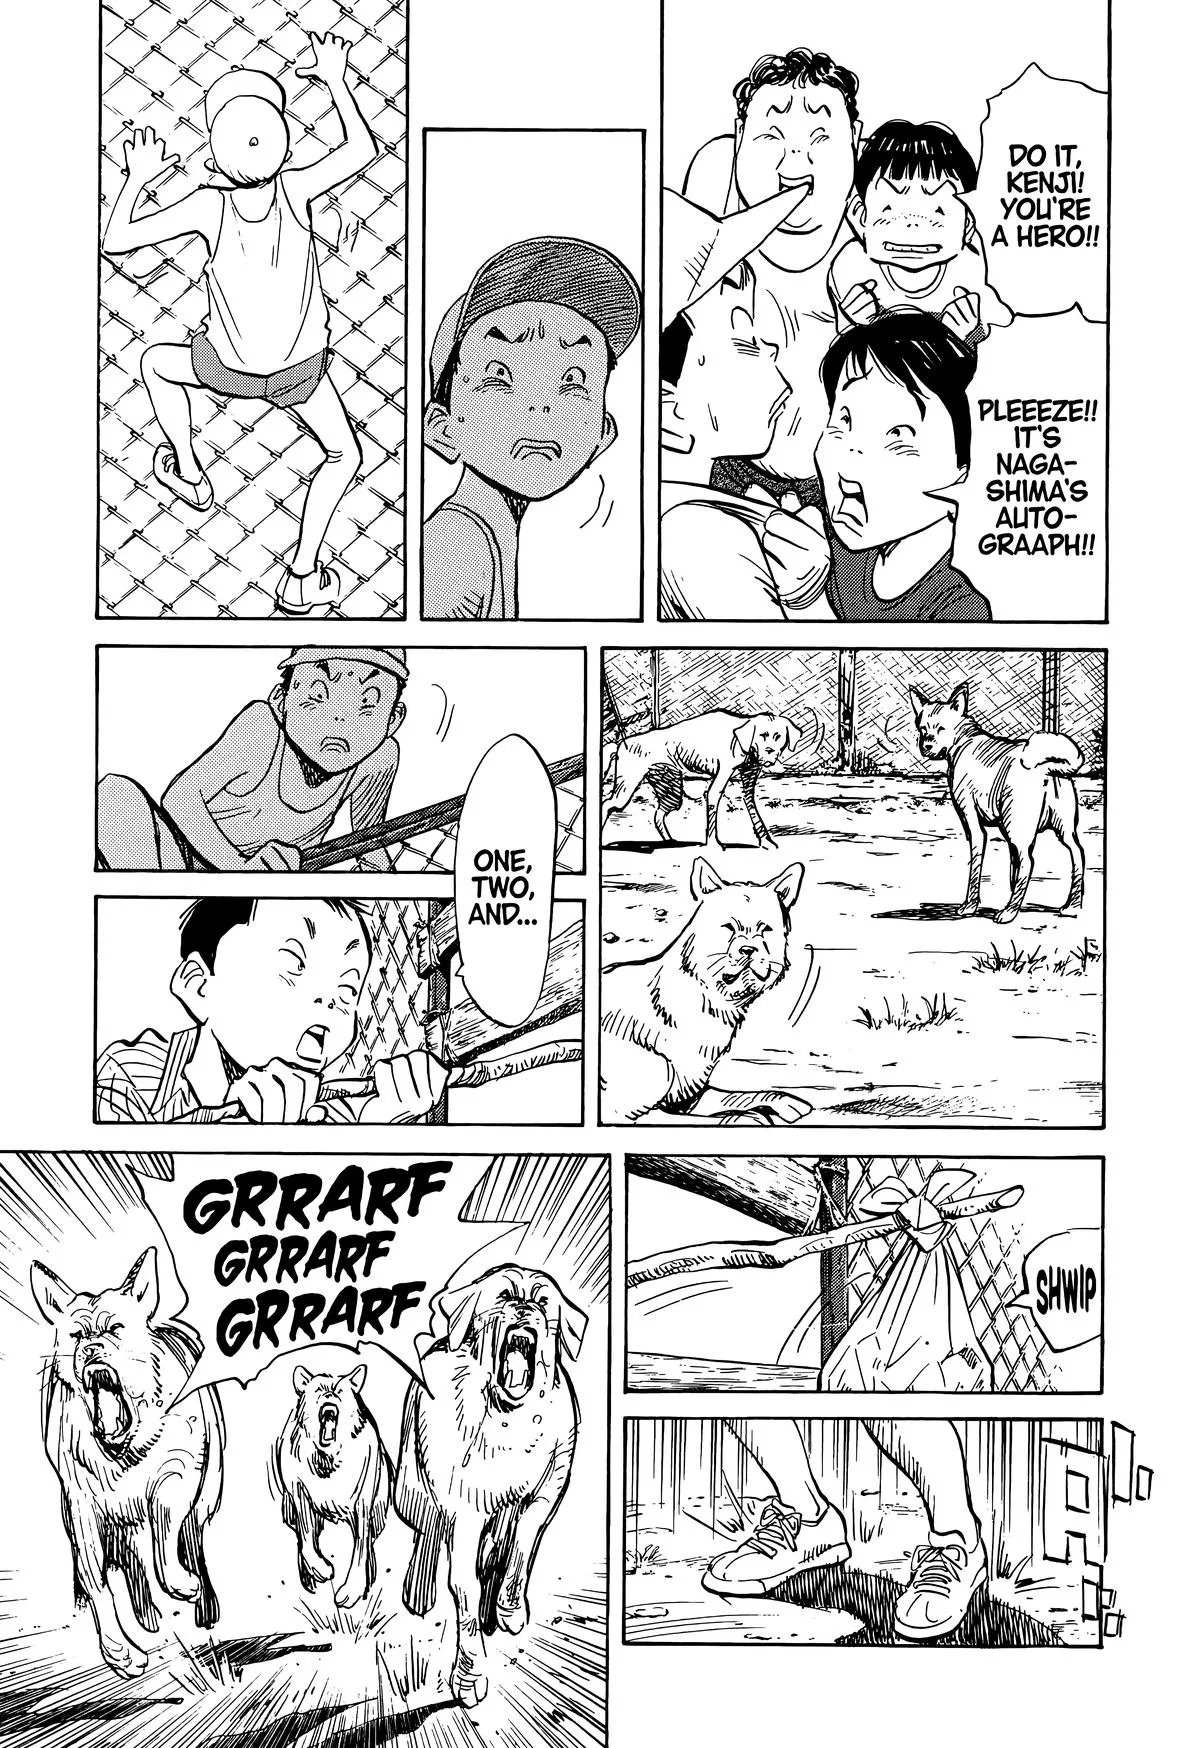 DO IT,
KENJI!
YOU'RE
A HERO!!
PLEEEZE!!
IT'S
NAGA-
SHIMA'S
AUTO-
GRAAPH!!
ONE,
TWO,
AND...
SHWIP
GRRARF
GRRARF
GRRARF